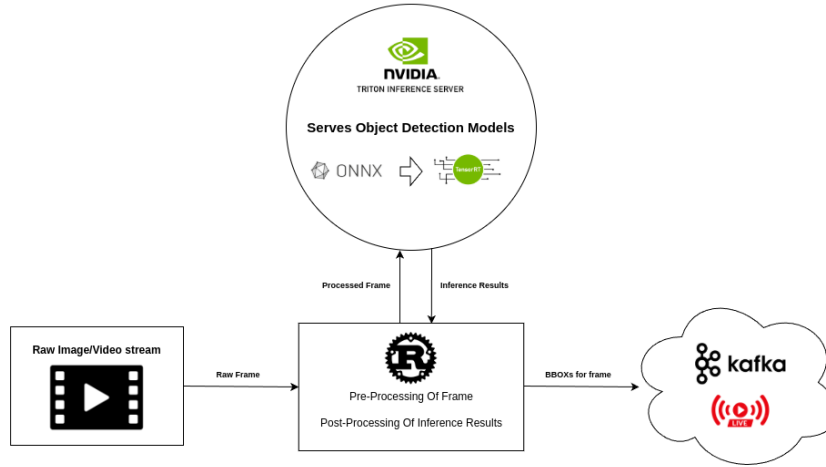 NVIDIA.
TRITON INFERENCE SERVER
Serves Object Detection Models
ONNX
TensorRT
Processed Frame
Inference Results
Raw Image/Video stream
Raw Frame
R
Pre-Processing Of Frame
Post-Processing Of Inference Results
BBOXs for frame
kafka
LIVE